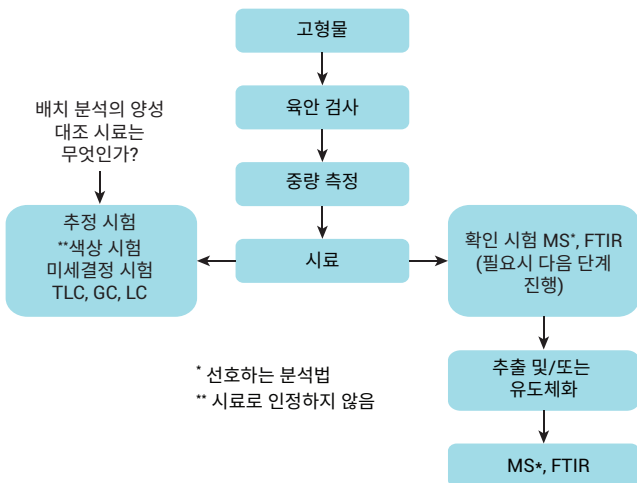 고형물
육안 검사
배치 분석의 양성
대조 시료는
무엇인가?
중량 측정
추정 시험
**색상 시험
미세결정 시험
TLC, GC, LC
시료
확인 시험 MS*, FTIR
(필요시 다음 단계
진행)
* 선호하는 분석법
** 시료로 인정하지 않음
추출 및/또는
유도체화
MS*, FTIR